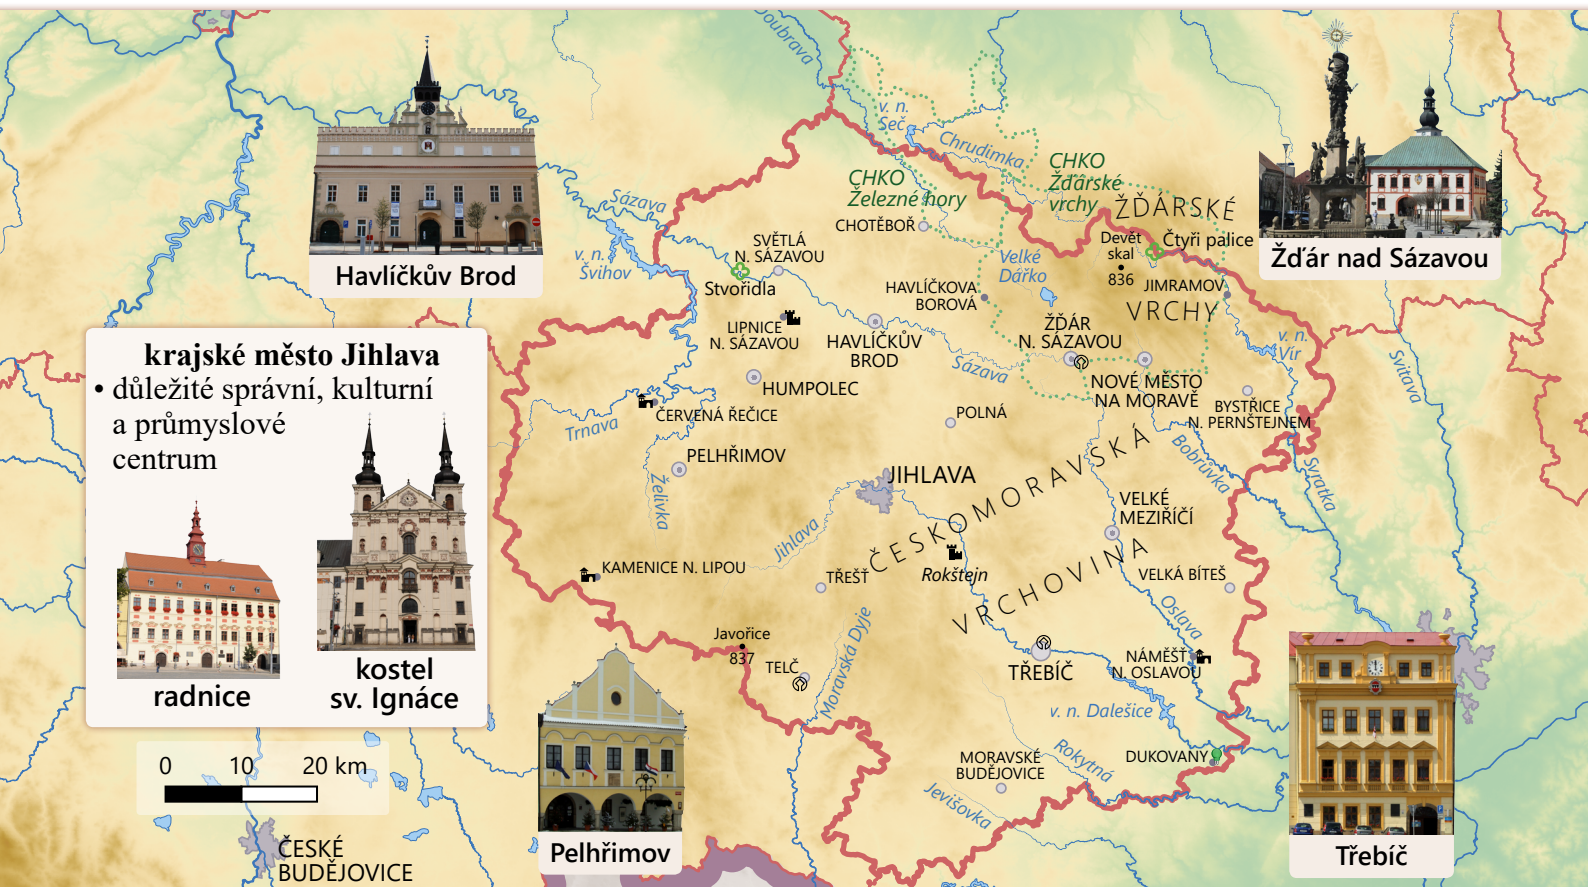 Doubrava
v. n.
Seč
Chrudimka
CHKO
Železné hory
CHKO
Žďárské
vrchy
ŽĎÁRSKÉ
VRCHY
Havlíčkův Brod
Žďár nad Sázavou
Sázava
v. n.
Švihov
CHOTĚBOŘ
SVĚTLÁ
N. SÁZAVOU
Stvořidla
Devět
skal
836
Čtyři palice
Velké
Dářko
JIMRAMOV
HAVLÍČKOVA
BOROVÁ
LIPNICE
N. SÁZAVOU
HAVLÍČKŮV
BROD
ŽĎÁR
N. SÁZAVOU
v. n.
Vír
Svitava
Sázava
krajské město Jihlava
• důležité správní, kulturní
a průmyslové
centrum
radnice
kostel
sv. Ignáce
HUMPOLEC
NOVÉ MĚSTO
NA MORAVĚ
BYSTŘICE
N. PERNŠTEJNEM
ČERVENÁ ŘEČICE
Trnava
POLNÁ
PELHŘIMOV
Želivka
JIHLAVA
Bobrůvka
Svratka
ČESKOMORAVSKÁ
VRCHOVINA
VELKÉ
MEZIŘÍČÍ
Jihlava
KAMENICE N. LIPOU
TŘEŠŤ
Rokštejn
VELKÁ BÍTEŠ
Oslava
Javořice
837
TELČ
Moravská Dyje
TŘEBÍČ
NÁMĚŠŤ
N. OSLAVOU
v. n. Dalešice
Rokytná
DUKOVANY
MORAVSKÉ
BUDĚJOVICE
Jevišovka
0 10 20 km
ČESKÉ
BUDĚJOVICE
Pelhřimov
Třebíč